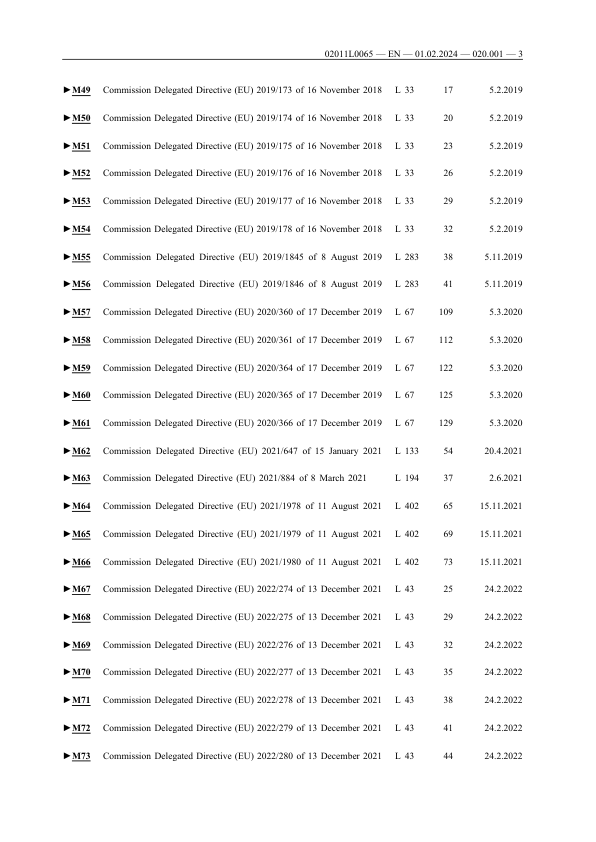 02011L0065 — EN — 01.02.2024 — 020.001 — 3
►M49 Commission Delegated Directive (EU) 2019/173 of 16 November 2018 L 33 17 5.2.2019
►M50 Commission Delegated Directive (EU) 2019/174 of 16 November 2018 L 33 20 5.2.2019
►M51 Commission Delegated Directive (EU) 2019/175 of 16 November 2018 L 33 23 5.2.2019
►M52 Commission Delegated Directive (EU) 2019/176 of 16 November 2018 L 33 26 5.2.2019
►M53 Commission Delegated Directive (EU) 2019/177 of 16 November 2018 L 33 29 5.2.2019
►M54 Commission Delegated Directive (EU) 2019/178 of 16 November 2018 L 33 32 5.2.2019
►M55 Commission Delegated Directive (EU) 2019/1845 of 8 August 2019 L 283 38 5.11.2019
►M56 Commission Delegated Directive (EU) 2019/1846 of 8 August 2019 L 283 41 5.11.2019
►M57 Commission Delegated Directive (EU) 2020/360 of 17 December 2019 L 67 109 5.3.2020
►M58 Commission Delegated Directive (EU) 2020/361 of 17 December 2019 L 67 112 5.3.2020
►M59 Commission Delegated Directive (EU) 2020/364 of 17 December 2019 L 67 122 5.3.2020
►M60 Commission Delegated Directive (EU) 2020/365 of 17 December 2019 L 67 125 5.3.2020
►M61 Commission Delegated Directive (EU) 2020/366 of 17 December 2019 L 67 129 5.3.2020
►M62 Commission Delegated Directive (EU) 2021/647 of 15 January 2021 L 133 54 20.4.2021
►M63 Commission Delegated Directive (EU) 2021/884 of 8 March 2021 L 194 37 2.6.2021
►M64 Commission Delegated Directive (EU) 2021/1978 of 11 August 2021 L 402 65 15.11.2021
►M65 Commission Delegated Directive (EU) 2021/1979 of 11 August 2021 L 402 69 15.11.2021
►M66 Commission Delegated Directive (EU) 2021/1980 of 11 August 2021 L 402 73 15.11.2021
►M67 Commission Delegated Directive (EU) 2022/274 of 13 December 2021 L 43 25 24.2.2022
►M68 Commission Delegated Directive (EU) 2022/275 of 13 December 2021 L 43 29 24.2.2022
►M69 Commission Delegated Directive (EU) 2022/276 of 13 December 2021 L 43 32 24.2.2022
►M70 Commission Delegated Directive (EU) 2022/277 of 13 December 2021 L 43 35 24.2.2022
►M71 Commission Delegated Directive (EU) 2022/278 of 13 December 2021 L 43 38 24.2.2022
►M72 Commission Delegated Directive (EU) 2022/279 of 13 December 2021 L 43 41 24.2.2022
►M73 Commission Delegated Directive (EU) 2022/280 of 13 December 2021 L 43 44 24.2.2022